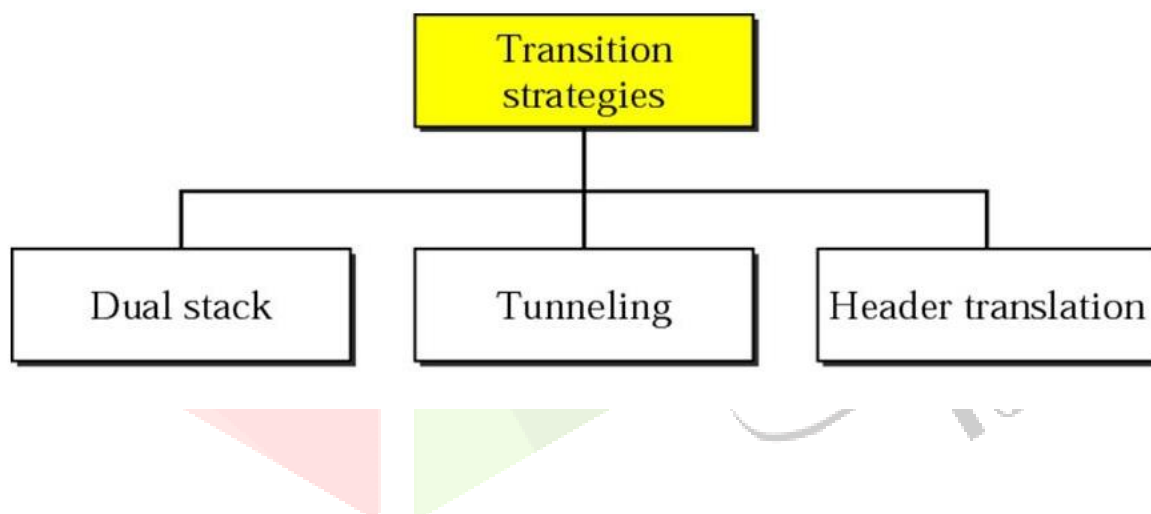 Transition
strategies
Dual stack
Tunneling
Header translation